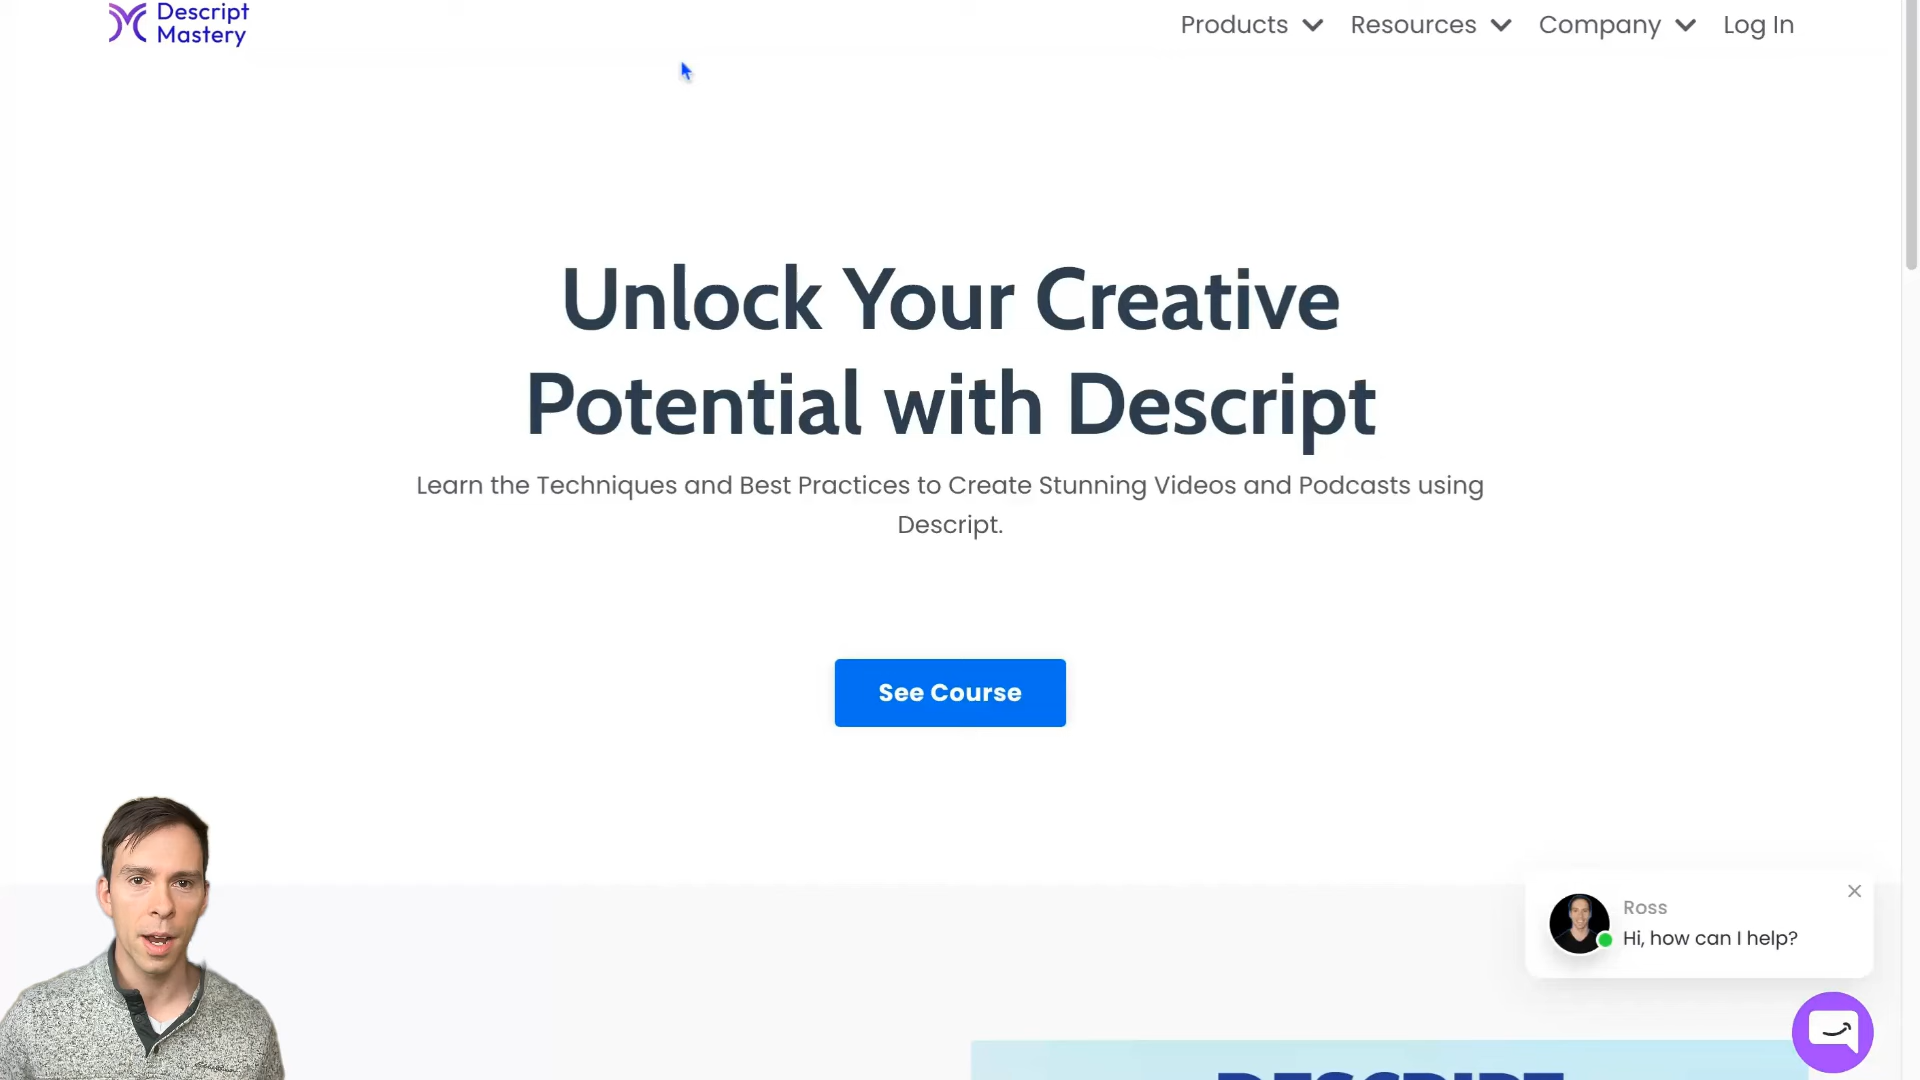 Descript
Mastery
Products
Resources
Company
Log In
Unlock Your Creative
Potential with Descript
Learn the Techniques and Best Practices to Create Stunning Videos and Podcasts using
Descript.
See Course
Ross
Hi, how can I help?
DESCRIPT